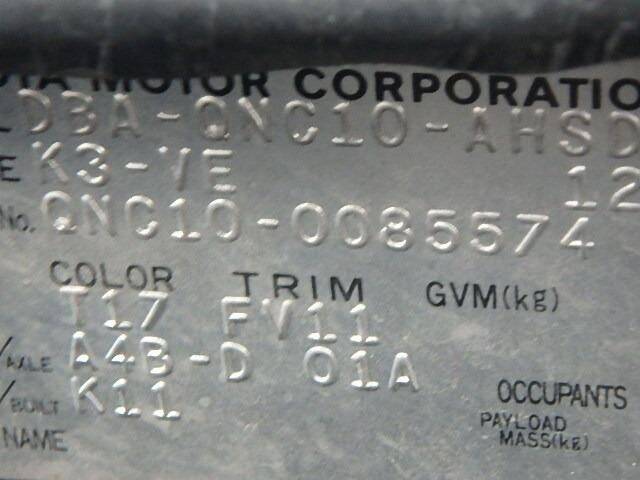 OTA MOTOR CORPORATIO
L DBA-QNC10-AHSD
E K3-VE 12
No. QNC10-0085574
COLOR TRIM GVM(kg)
T17 FV11
/AXLE A4B-D 01A
/BUILT K11 OCCUPANTS
PAYLOAD
NAME MASS(kg)